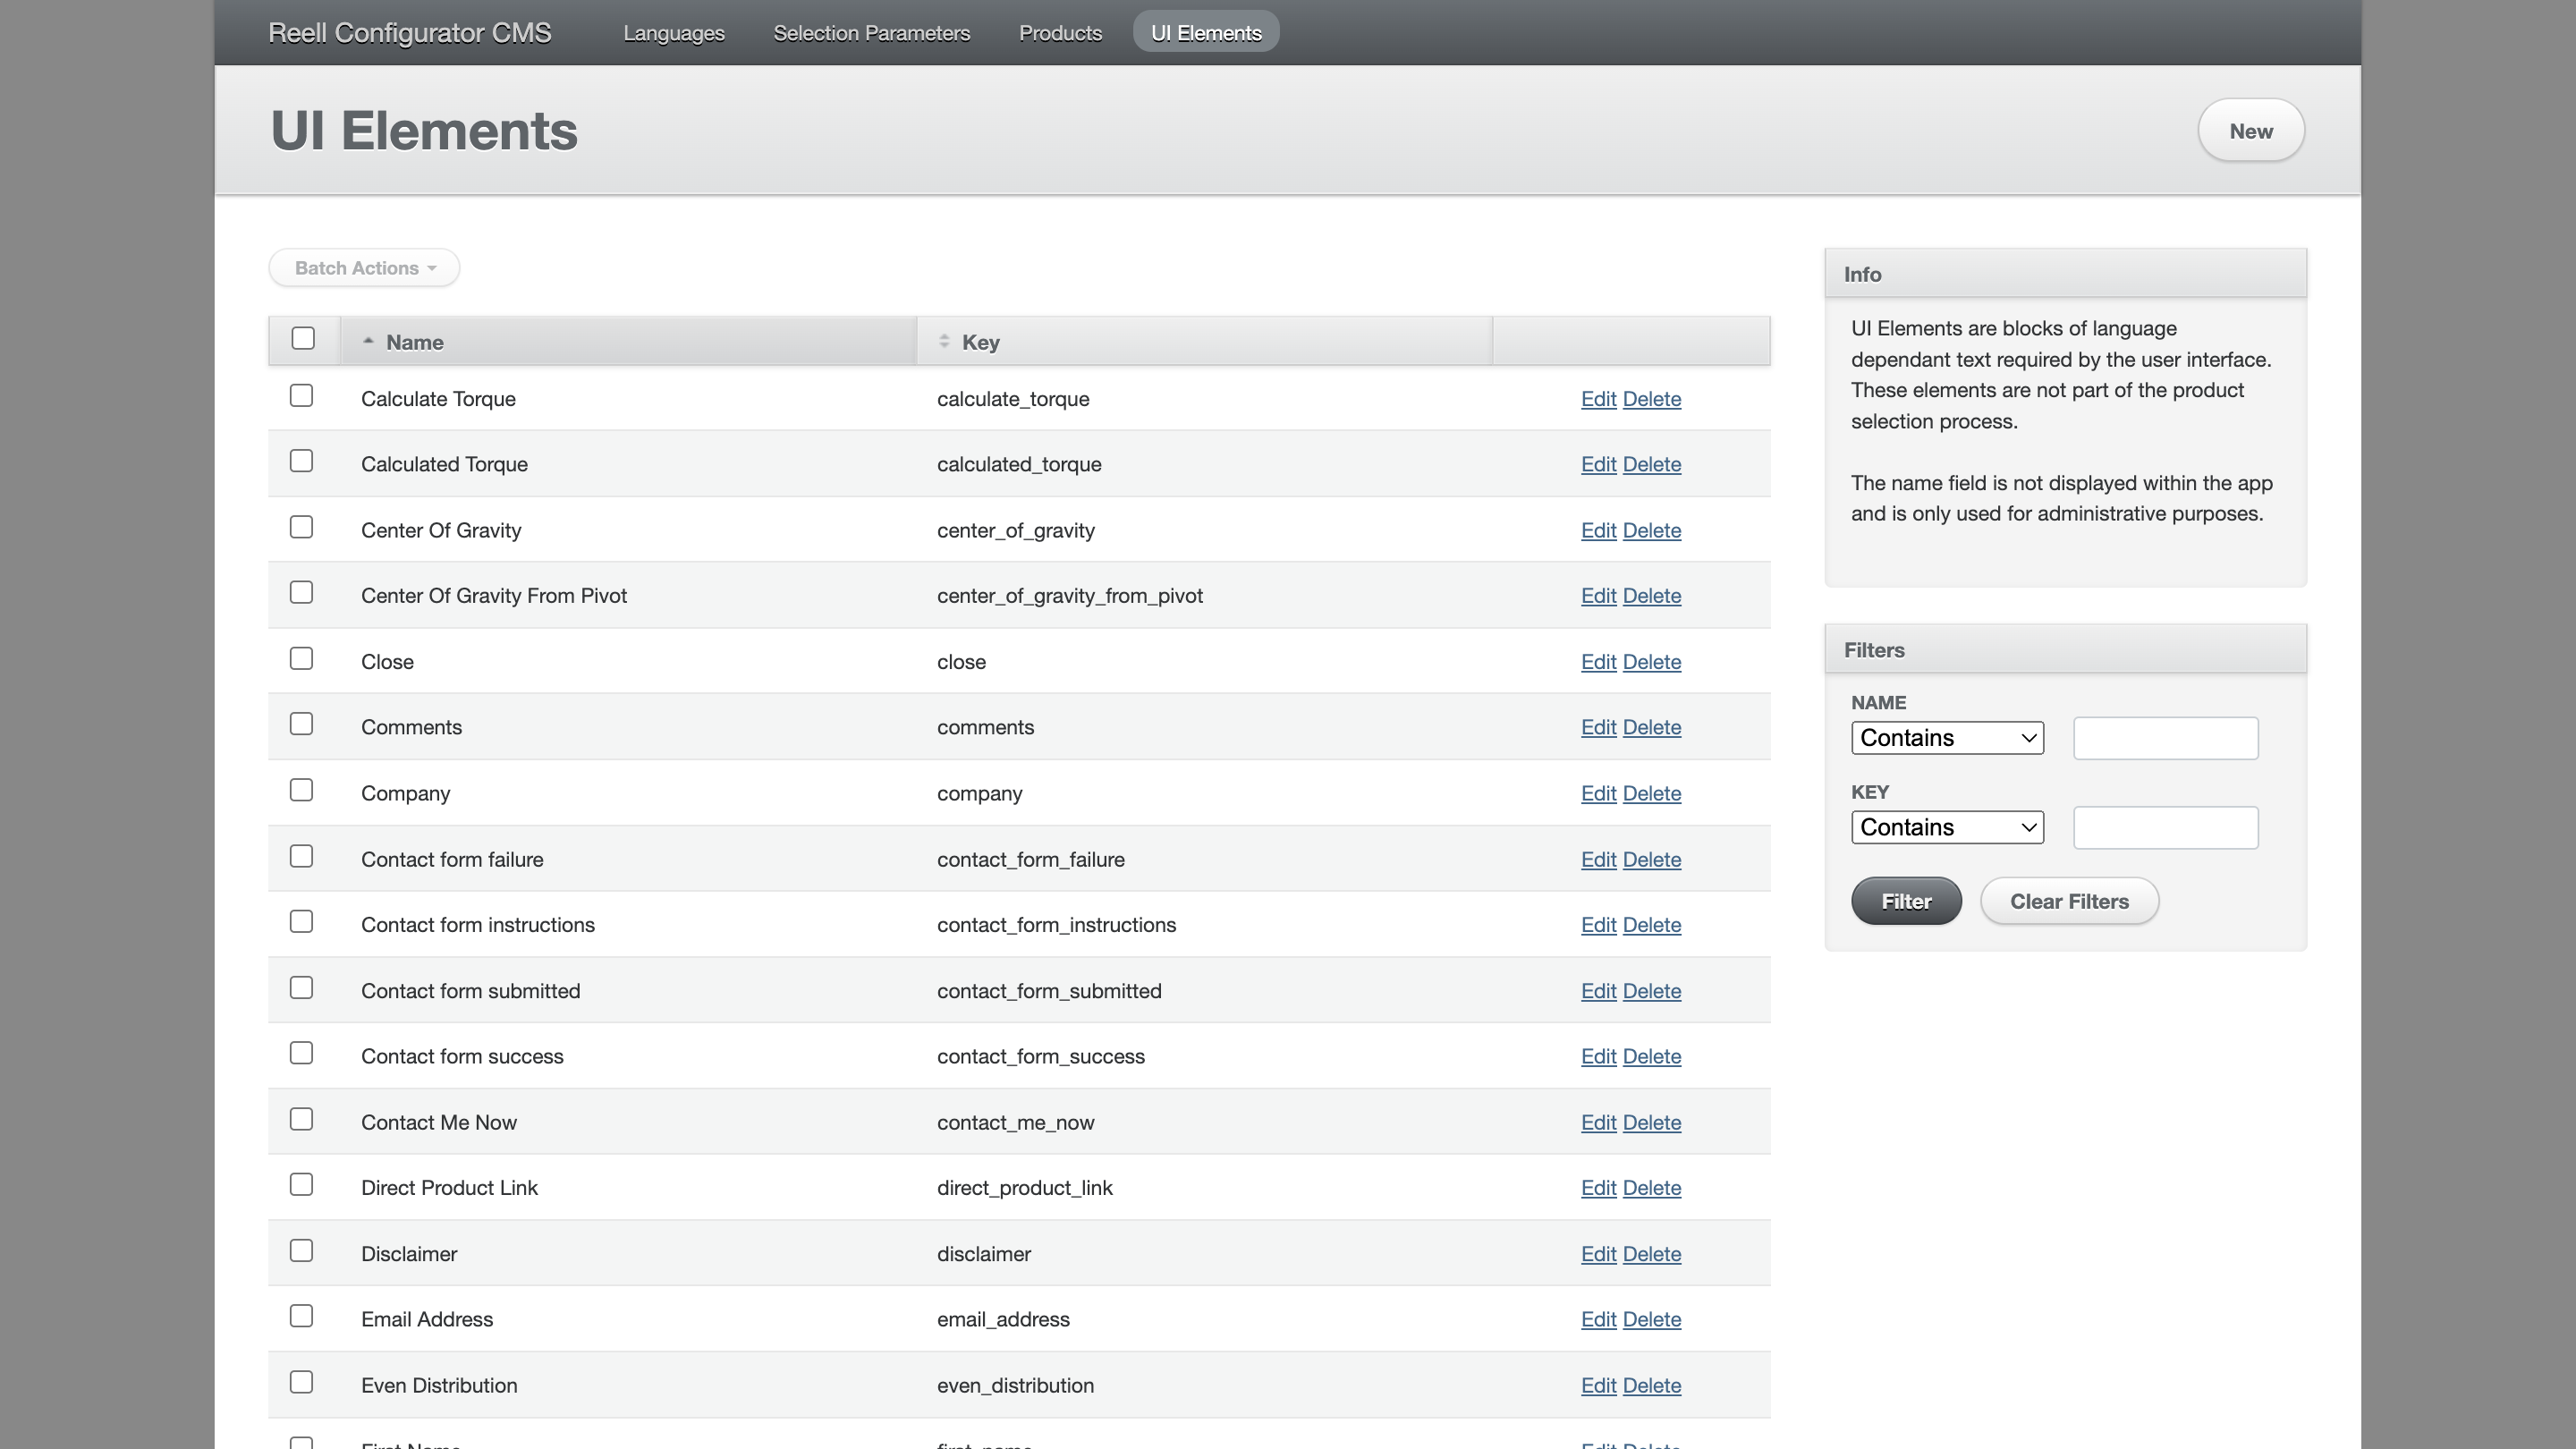 Reell Configurator CMS Languages Selection Parameters Products UI Elements
UI Elements
New
Batch Actions
Name Key
Calculate Torque calculate_torque Edit Delete
Calculated Torque calculated_torque Edit Delete
Center Of Gravity center_of_gravity Edit Delete
Center Of Gravity From Pivot center_of_gravity_from_pivot Edit Delete
Close close Edit Delete
Comments comments Edit Delete
Company company Edit Delete
Contact form failure contact_form_failure Edit Delete
Contact form instructions contact_form_instructions Edit Delete
Contact form submitted contact_form_submitted Edit Delete
Contact form success contact_form_success Edit Delete
Contact Me Now contact_me_now Edit Delete
Direct Product Link direct_product_link Edit Delete
Disclaimer disclaimer Edit Delete
Email Address email_address Edit Delete
Even Distribution even_distribution Edit Delete
First Name first_name Edit Delete
Info
UI Elements are blocks of language
dependant text required by the user interface.
These elements are not part of the product
selection process.
The name field is not displayed within the app
and is only used for administrative purposes.
Filters
NAME
Contains
KEY
Contains
Filter Clear Filters